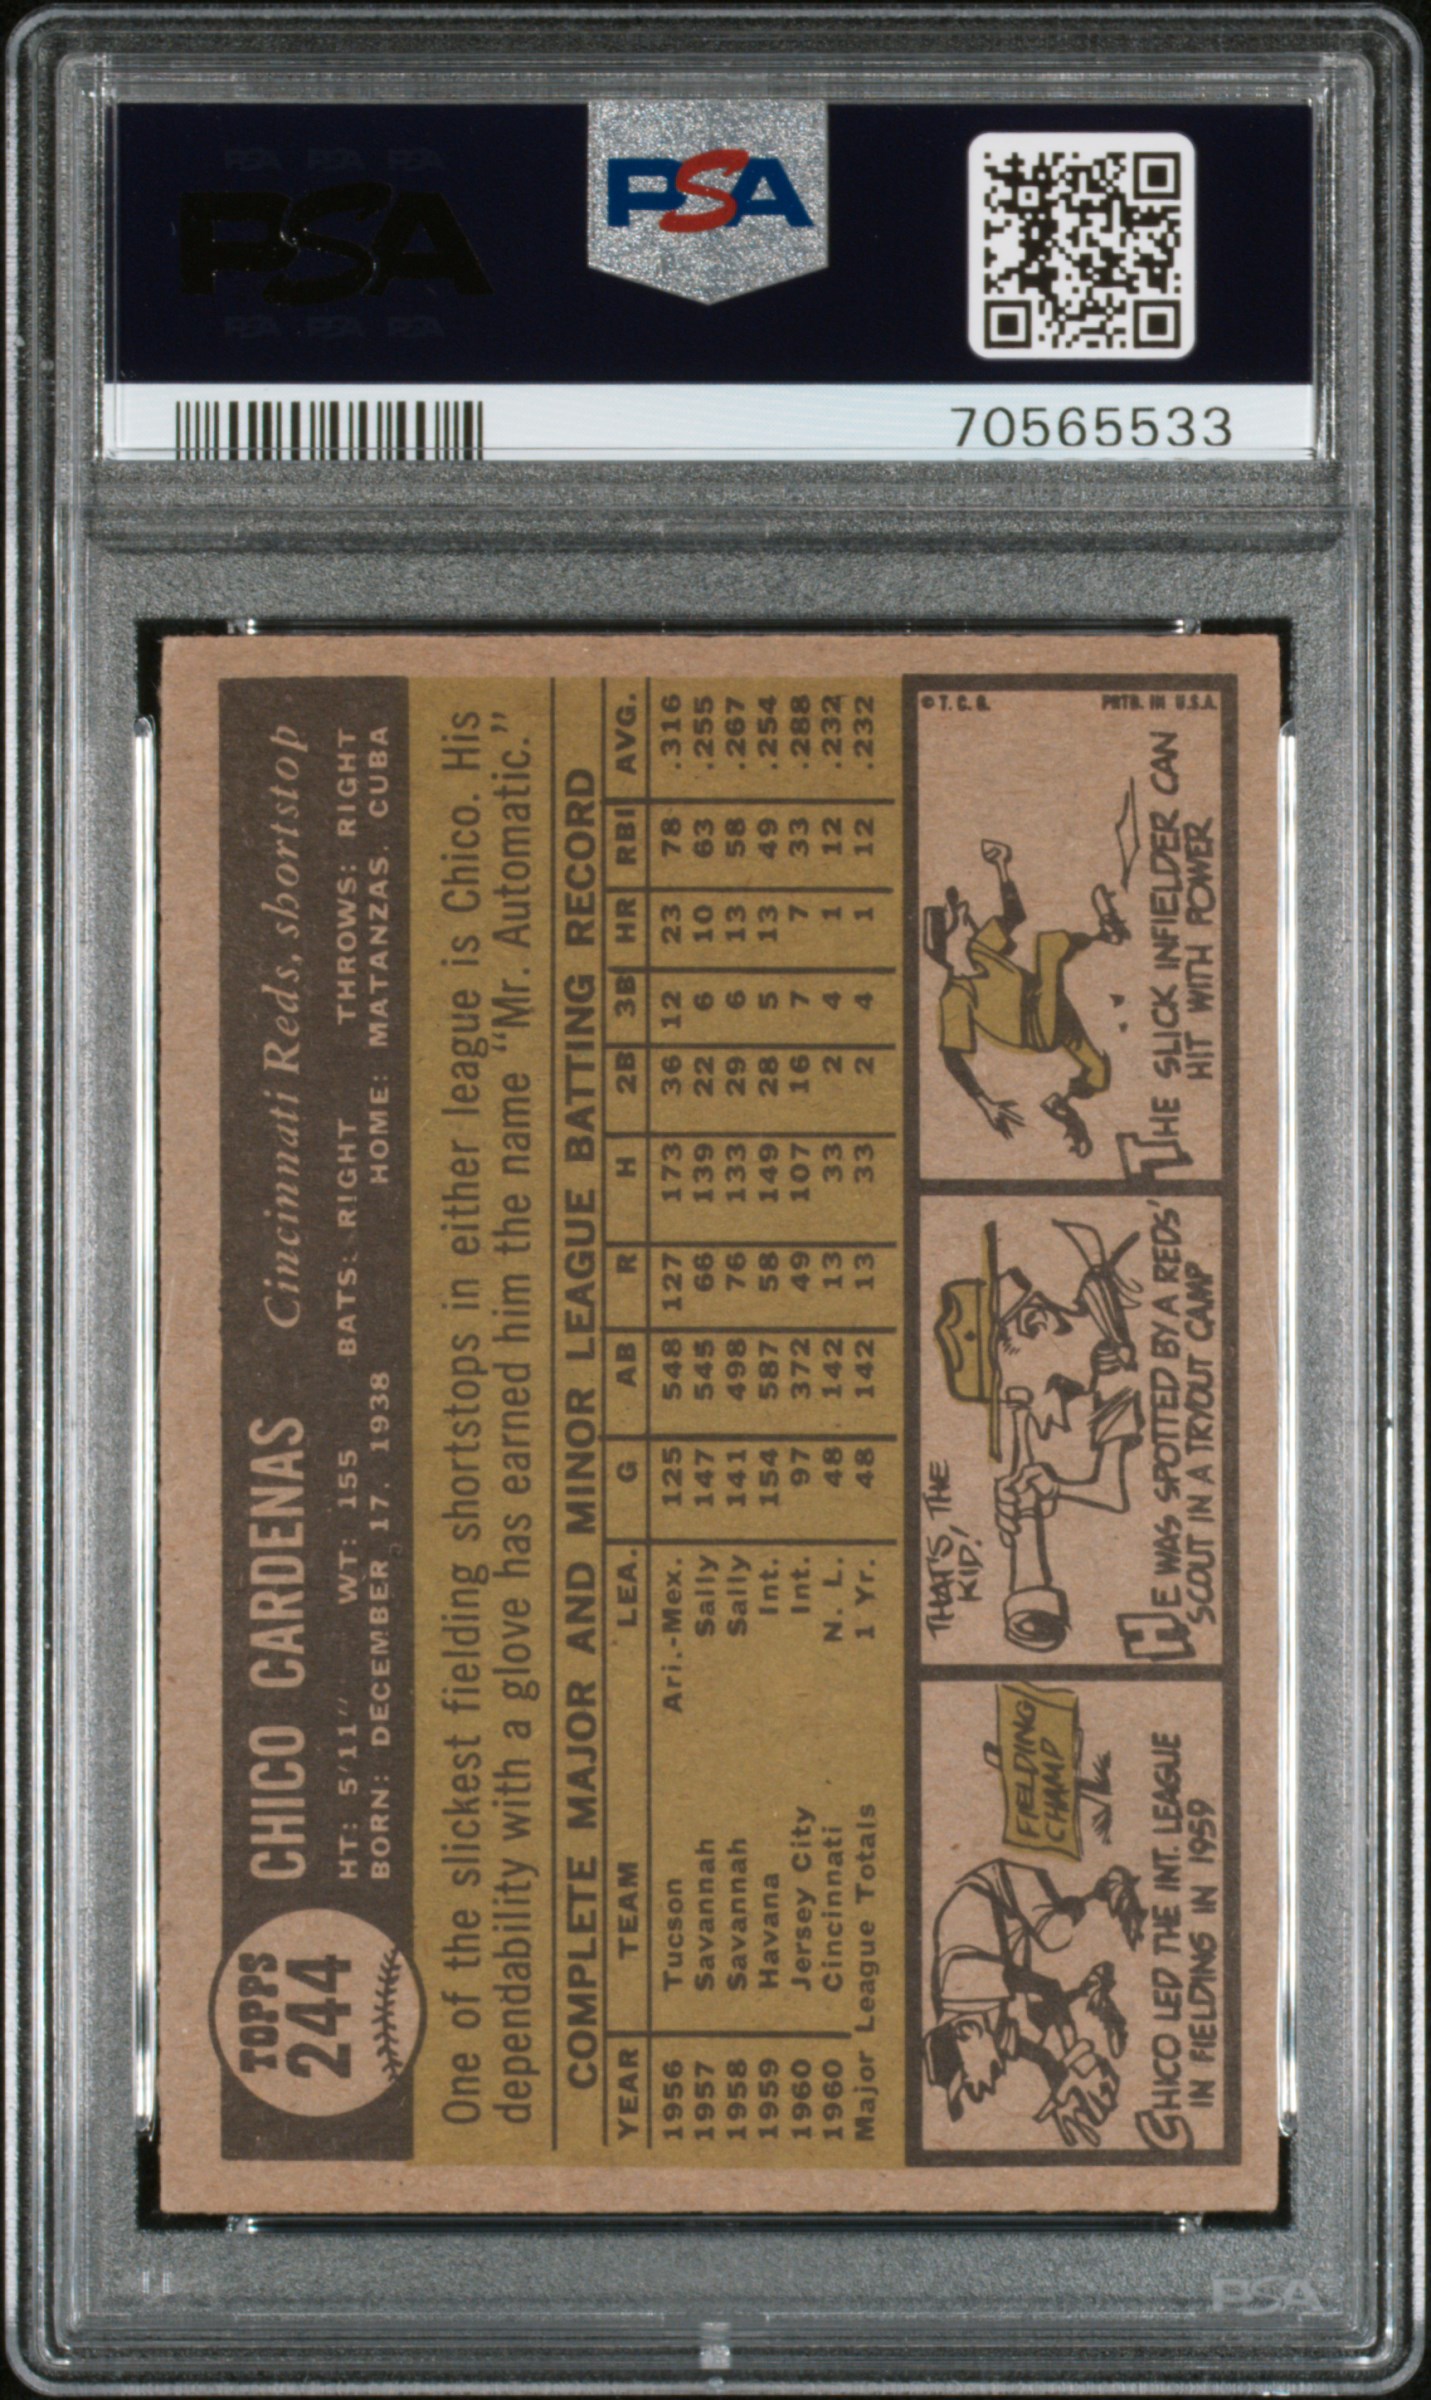 PSA PSA PSA
PSA
PSA PSA PSA
PSA
70565533
TOPPS
244
CHICO CARDENAS Cincinnati Reds, shortstop
HT: 5'11" WT: 155 BATS: RIGHT THROWS: RIGHT
BORN: DECEMBER 17, 1938 HOME: MATANZAS, CUBA
One of the slickest fielding shortstops in either league is Chico. His
dependability with a glove has earned him the name "Mr. Automatic."
COMPLETE MAJOR AND MINOR LEAGUE BATTING RECORD
YEAR TEAM LEA. G AB R H 2B 3B HR RBI AVG.
1956 Tucson Ari.-Mex. 125 548 127 173 36 12 23 78 .316
1957 Savannah Sally 147 545 66 139 22 6 10 63 .255
1958 Savannah Sally 141 498 76 133 29 6 13 58 .267
1959 Havana Int. 154 587 58 149 28 5 13 49 .254
1960 Jersey City Int. 97 372 49 107 16 7 7 33 .288
1960 Cincinnati N. L. 48 142 13 33 2 4 1 12 .232
Major League Totals 1 Yr. 48 142 13 33 2 4 1 12 .232
FIELDING
CHAMP
CHICO LED THE INT. LEAGUE
IN FIELDING IN 1959
THAT'S THE
KID!
HE WAS SPOTTED BY A REDS'
SCOUT IN A TRYOUT CAMP
© T. C. G.
PRTD. IN U.S.A.
THE SLICK INFIELDER CAN
HIT WITH POWER
PSA